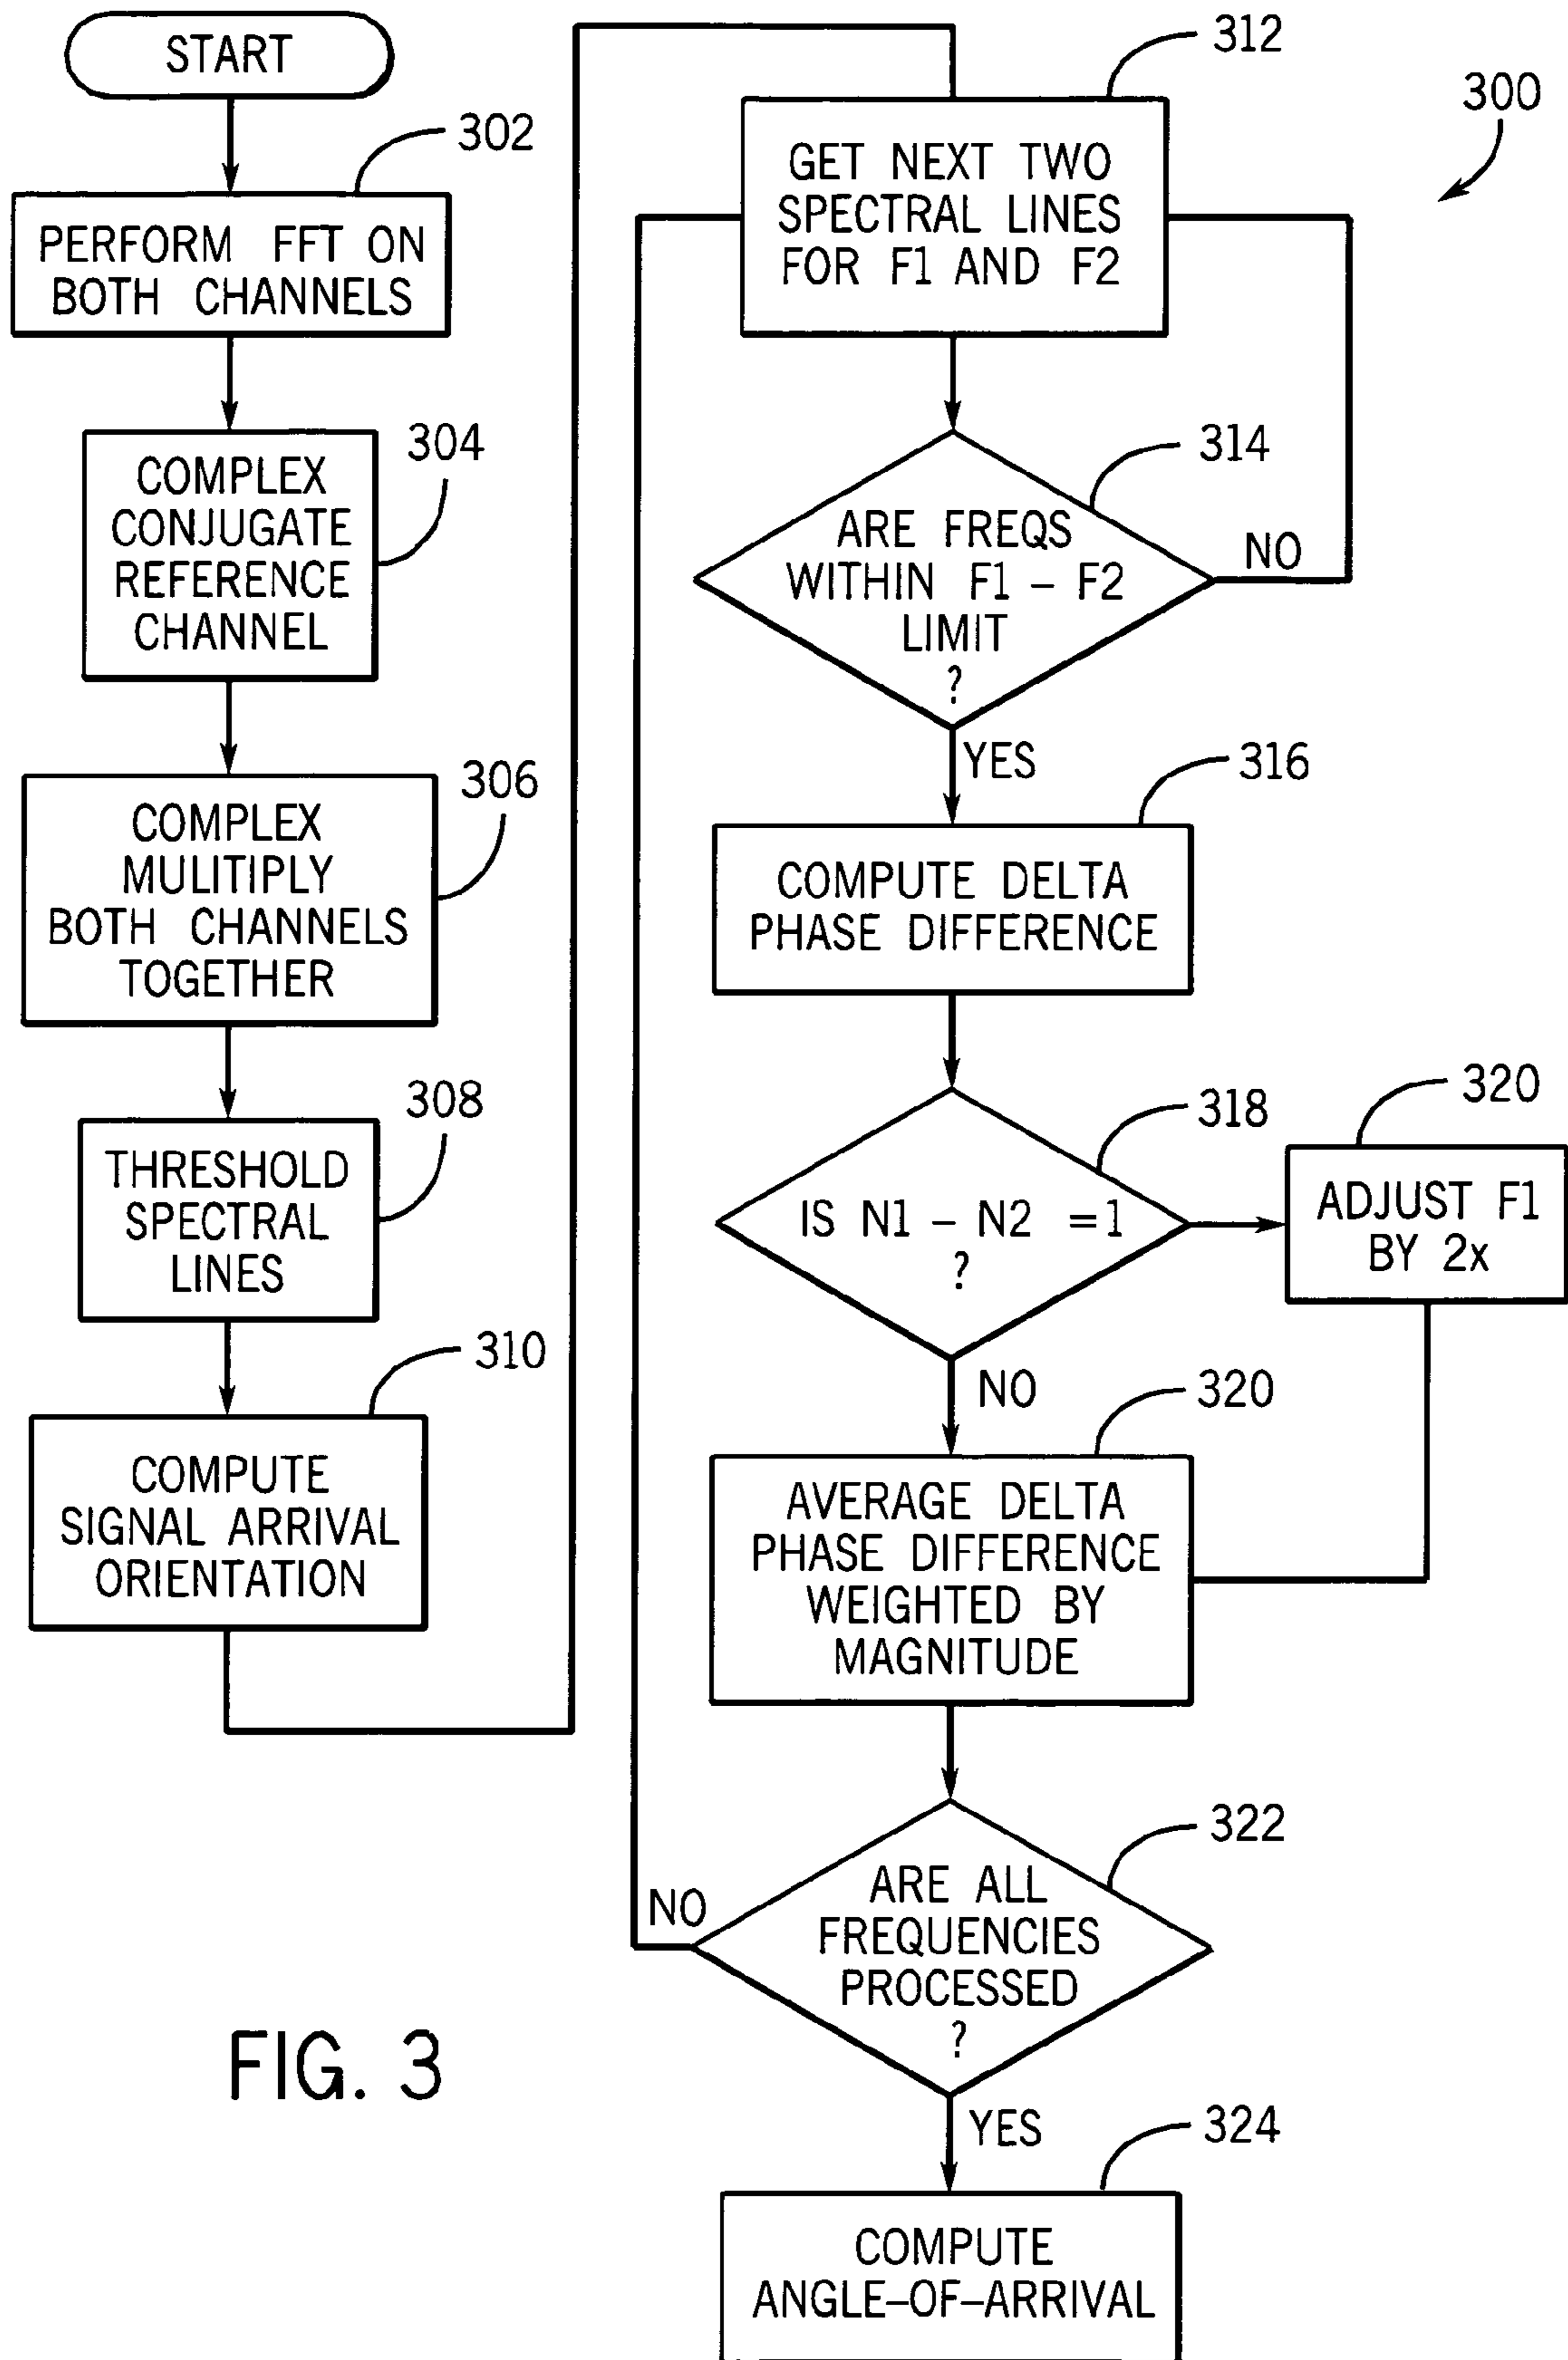 START
302
PERFORM FFT ON
BOTH CHANNELS
304
COMPLEX
CONJUGATE
REFERENCE
CHANNEL
306
COMPLEX
MULITIPLY
BOTH CHANNELS
TOGETHER
308
THRESHOLD
SPECTRAL
LINES
310
COMPUTE
SIGNAL ARRIVAL
ORIENTATION
312
300
GET NEXT TWO
SPECTRAL LINES
FOR F1 AND F2
314
ARE FREQS
WITHIN F1 – F2
LIMIT
?
NO
YES
316
COMPUTE DELTA
PHASE DIFFERENCE
318
IS N1 – N2 =1
?
320
ADJUST F1
BY 2x
NO
320
AVERAGE DELTA
PHASE DIFFERENCE
WEIGHTED BY
MAGNITUDE
322
ARE ALL
FREQUENCIES
PROCESSED
?
NO
YES
324
COMPUTE
ANGLE–OF–ARRIVAL
FIG. 3